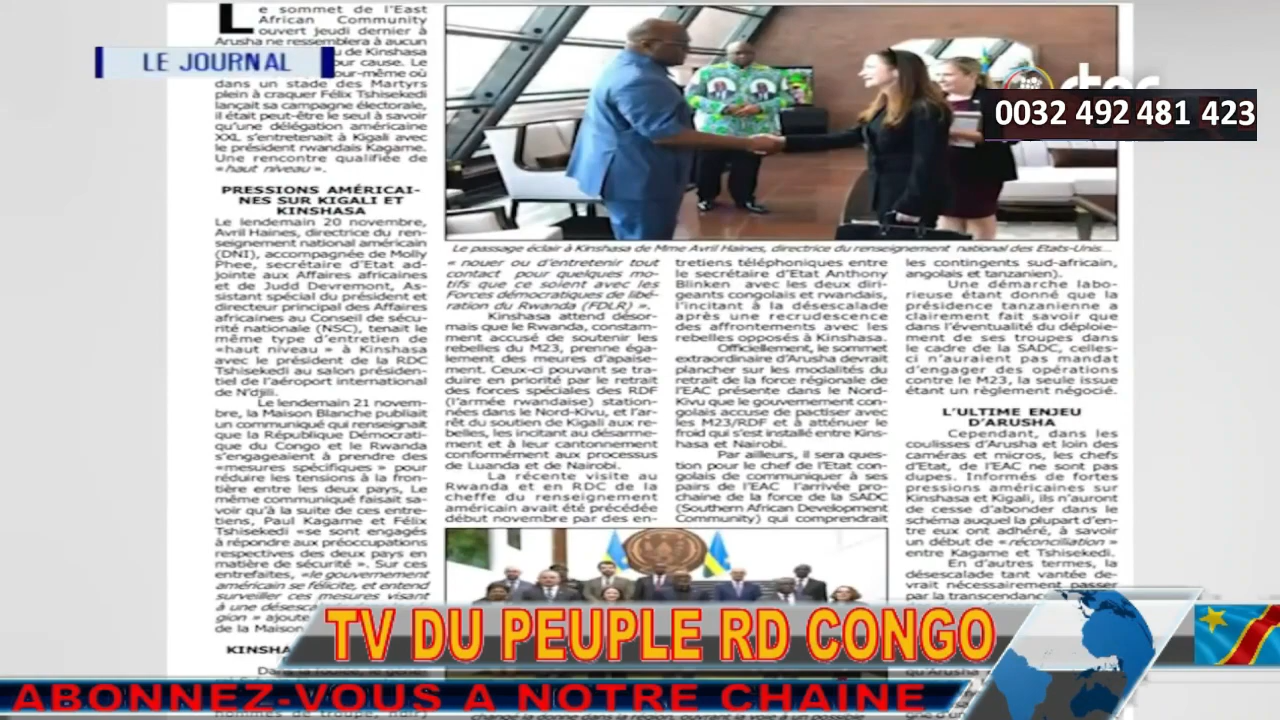 Le sommet de l'East
African Community
ouvert jeudi dernier à
Arusha ne ressemblera à aucun
de Kinshasa
pour cause. Le
jour-même où
dans un stade des Martyrs
plein à craquer Félix Tshisekedi
lançait sa campagne électorale,
il était peut-être le seul à savoir
qu'une délégation américaine
XXL s'entretenait à Kigali avec
le président rwandais Kagame.
Une rencontre qualifiée de
«haut niveau ».
PRESSIONS AMÉRICAI-
NES SUR KIGALI ET
KINSHASA
Le lendemain 20 novembre,
Avril Haines, directrice du ren-
seignement national américain
(DNI), accompagnée de Molly
Phee, secrétaire d'Etat ad-
jointe aux Affaires africaines
et de Judd Devremont, As-
sistant spécial du président et
directeur principal des Affaires
africaines au Conseil de sécu-
rité nationale (NSC), tenait le
même type d'entretien de
«haut niveau » à Kinshasa
avec le président de la RDC
Tshisekedi au salon présiden-
tiel de l'aéroport international
de N'djili.
Le lendemain 21 novem-
bre, la Maison Blanche publiait
un communiqué qui renseignait
que la République Démocrati-
que du Congo et le Rwanda
s'engageaient à prendre des
«mesures spécifiques » pour
réduire les tensions à la fron-
tière entre les deux pays, Le
même communiqué faisait sa-
voir qu'à la suite de ces entre-
tiens, Paul Kagame et Félix
Tshisekedi «se sont engagés
à répondre aux préoccupations
respectives des deux pays en
matière de sécurité ». Sur ces
entrefaites, «le gouvernement
américain se félicite, et entend
surveiller ces mesures visant
à une désesca
gion » ajoute
de la Maison
KINSHA
Le passage éclair à Kinshasa de Mme Avril Haines, directrice du renseignement national des Etats-Unis...
« nouer ou d'entretenir tout
contact pour quelques mo-
tifs que ce soient avec les
Forces démocratiques de libé-
ration du Rwanda (FDLR) ».
Kinshasa attend désor-
mais que le Rwanda, constam-
ment accusé de soutenir les
rebelles du M23, prenne éga-
lement des meures d'apaise-
ment. Ceux-ci pouvant se tra-
duire en priorité par le retrait
des forces spéciales des RDF
(l'armée rwandaise) station-
nées dans le Nord-Kivu, et l'ar-
rêt du soutien de Kigali aux re-
belles, les incitant au désarme-
ment et à leur cantonnement
conformément aux processus
de Luanda et de Nairobi.
La récente visite au
Rwanda et en RDC de la
cheffe du renseignement
américain avait été précédée
début novembre par des en-
tretiens téléphoniques entre
le secrétaire d'Etat Anthony
Blinken avec les deux diri-
geants congolais et rwandais,
l'incitant à la désescalade
après une recrudescence
des affrontements avec les
rebelles opposés à Kinshasa.
Officiellement, le sommet
extraordinaire d'Arusha devrait
plancher sur les modalités du
retrait de la force régionale de
l'EAC présente dans le Nord-
Kivu que le gouvernement con-
golais accuse de pactiser avec
les M23/RDF et à atténuer le
froid qui s'est installé entre Kins-
hasa et Nairobi.
Par ailleurs, il sera ques-
tion pour le chef de l'Etat con-
golais de communiquer à ses
pairs de l'EAC l'arrivée pro-
chaine de la force de la SADC
(Southern African Development
Community) qui comprendrait
les contingents sud-africain,
angolais et tanzanien).
Une démarche labo-
rieuse étant donné que la
présidence tanzanienne a
clairement fait savoir que
dans l'éventualité du déploie-
ment de ses troupes dans
le cadre de la SADC, celles-
ci n'auraient pas mandat
d'engager des opérations
contre le M23, la seule issue
étant un règlement négocié.
L'ULTIME ENJEU
D'ARUSHA
Cependant, dans les
coulisses d'Arusha et loin des
caméras et micros, les chefs
d'Etat, de l'EAC ne sont pas
dupes. Informés de fortes
pressions américaines sur
Kinshasa et Kigali, ils n'auront
de cesse d'abonder dans le
schéma auquel la plupart d'en-
tre eux ont adhéré, à savoir
un début de «réconciliation »
entre Kagame et Tshisekedi.
En d'autres termes, la
désescalade tant vantée de-
vrait nécessairement passer
par la transcendanc
LE JOURNAL
0032 492 481 423
TV DU PEUPLE RD CONGO
ABONNEZ-VOUS A NOTRE CHAINE